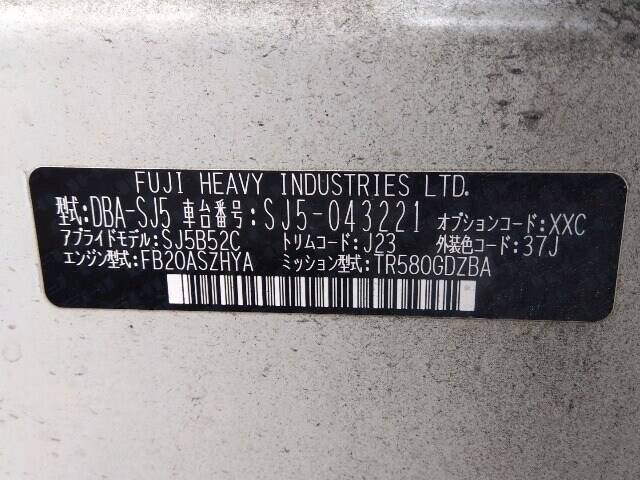 FUJI HEAVY INDUSTRIES LTD.
型式:DBA-SJ5 車台番号:SJ5-043221 オプションコード:XXC
アプライドモデル:SJ5B52C トリムコード:J23 外装色コード:37J
エンジン型式:FB20ASZHYA ミッション型式:TR580GDZBA